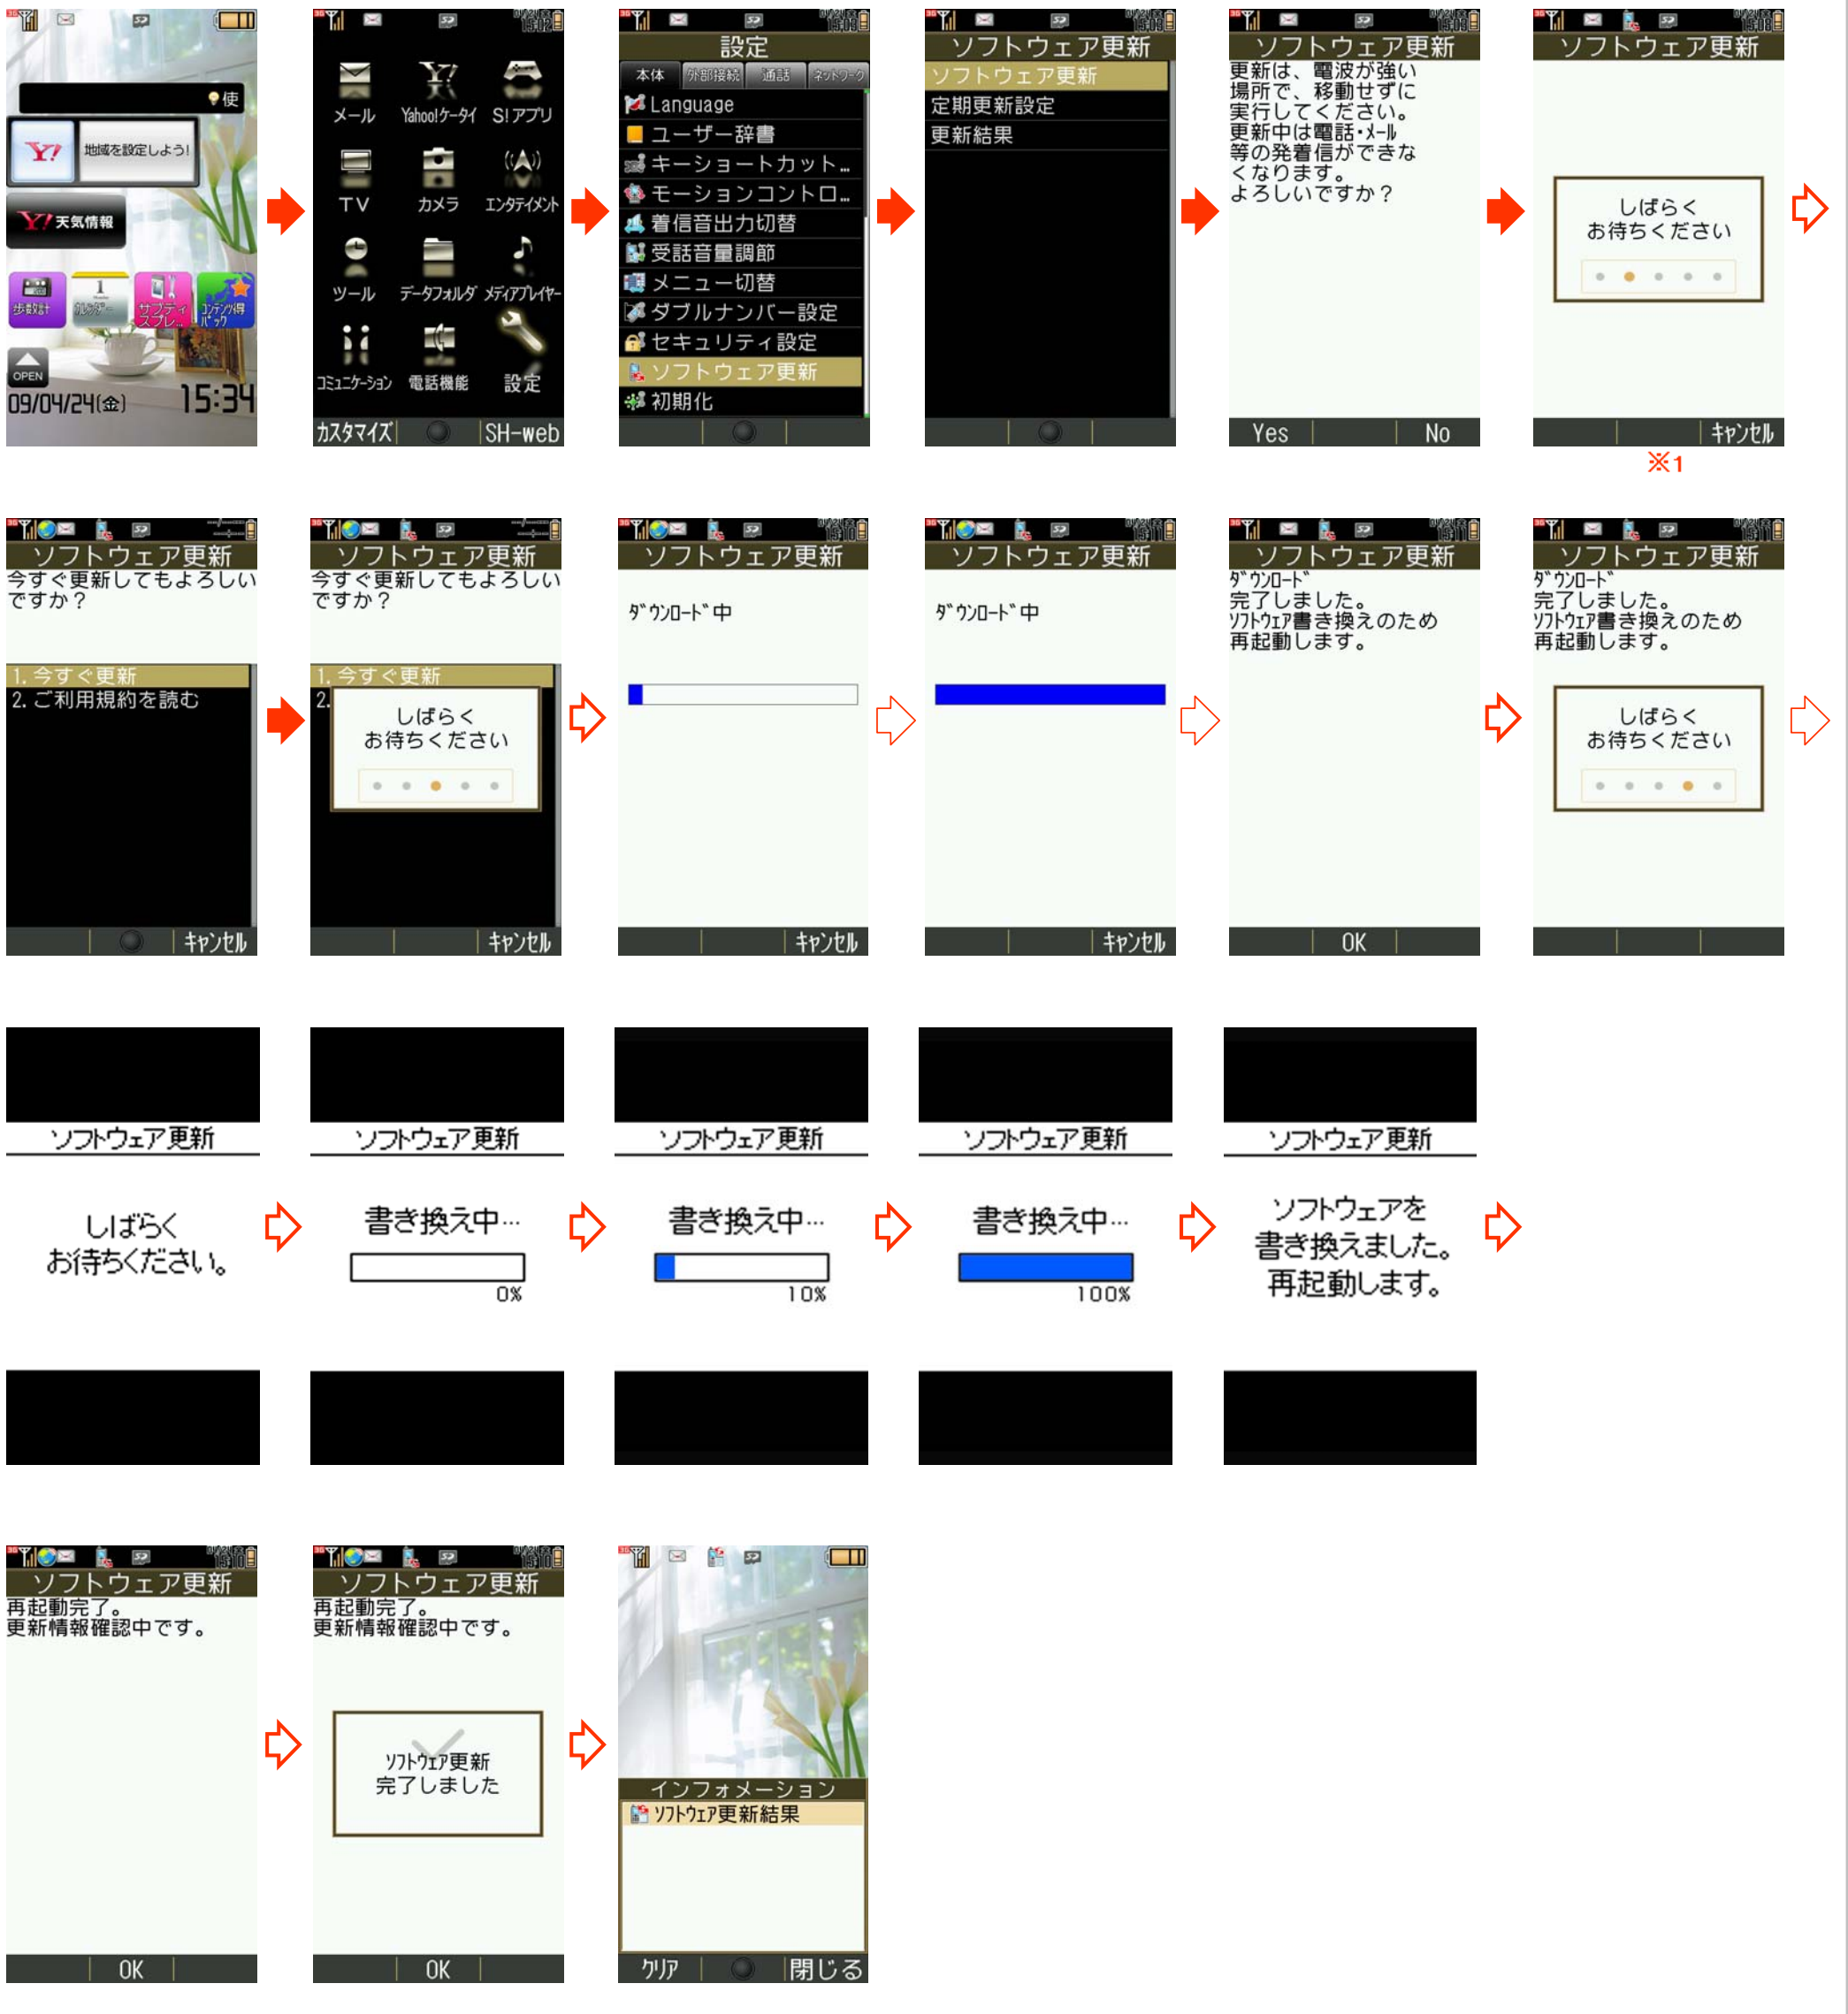 使
地域を設定しよう!
天気情報
歩数計
サブディ
スプレ...
コンテンツ得
パック
OPEN
09/04/24(金)
15:34
メール
Yahoo!ケータイ
S!アプリ
TV
カメラ
エンタテイメント
ツール
データフォルダ
メディアプレイヤー
コミュニケーション
電話機能
設定
カスタマイズ
SH-web
設定
本体
外部接続
通話
ネットワーク
Language
ユーザー辞書
キーショートカット…
モーションコントロ…
着信音出力切替
受話音量調節
メニュー切替
ダブルナンバー設定
セキュリティ設定
ソフトウェア更新
初期化
ソフトウェア更新
ソフトウェア更新
定期更新設定
更新結果
ソフトウェア更新
更新は、電波が強い
場所で、移動せずに
実行してください。
更新中は電話・メール
等の発着信ができな
くなります。
よろしいですか？
Yes
No
ソフトウェア更新
しばらく
お待ちください
キャンセル
※1
ソフトウェア更新
今すぐ更新してもよろしい
ですか？
1.今すぐ更新
2.ご利用規約を読む
キャンセル
ソフトウェア更新
今すぐ更新してもよろしい
ですか？
1.今すぐ更新
2.
しばらく
お待ちください
キャンセル
ソフトウェア更新
ダウンロード中
キャンセル
ソフトウェア更新
ダウンロード中
キャンセル
ソフトウェア更新
ダウンロード
完了しました。
ソフトウェア書き換えのため
再起動します。
OK
ソフトウェア更新
ダウンロード
完了しました。
ソフトウェア書き換えのため
再起動します。
しばらく
お待ちください
ソフトウェア更新
しばらく
お待ちください。
ソフトウェア更新
書き換え中…
0%
ソフトウェア更新
書き換え中…
10%
ソフトウェア更新
書き換え中…
100%
ソフトウェア更新
ソフトウェアを
書き換えました。
再起動します。
ソフトウェア更新
再起動完了。
更新情報確認中です。
OK
ソフトウェア更新
再起動完了。
更新情報確認中です。
ソフトウェア更新
完了しました
OK
インフォメーション
ソフトウェア更新結果
クリア
閉じる